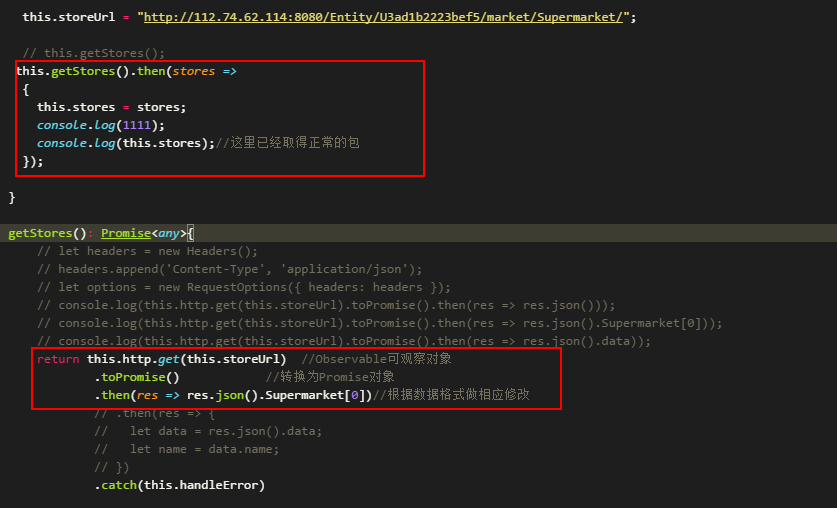 this.storeUrl = "http://112.74.62.114:8080/Entity/U3ad1b2223bef5/market/Supermarket/";
// this.getStores();
this.getStores().then(stores =>
{
this.stores = stores;
console.log(1111);
console.log(this.stores);//这里已经取得正常的包
});
}
getStores(): Promise<any>{
// let headers = new Headers();
// headers.append('Content-Type', 'application/json');
// let options = new RequestOptions({ headers: headers });
// console.log(this.http.get(this.storeUrl).toPromise().then(res => res.json()));
// console.log(this.http.get(this.storeUrl).toPromise().then(res => res.json().Supermarket[0]));
// console.log(this.http.get(this.storeUrl).toPromise().then(res => res.json().data));
return this.http.get(this.storeUrl)  //Observable可观察对象
.toPromise()            //转换为Promise对象
.then(res => res.json().Supermarket[0])//根据数据格式做相应修改
// .then(res => {
//   let data = res.json().data;
//   let name = data.name;
// })
.catch(this.handleError)